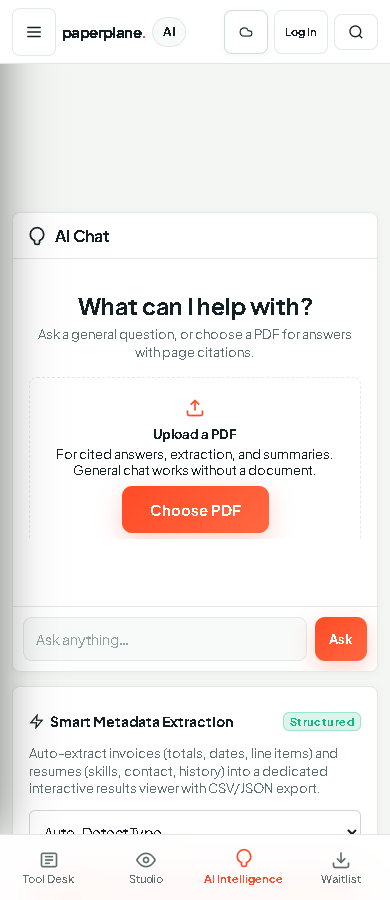 paperplane. AI Log In
AI Chat
What can I help with?
Ask a general question, or choose a PDF for answers
with page citations.
Upload a PDF
For cited answers, extraction, and summaries.
General chat works without a document.
Choose PDF
Ask anything... Ask
Smart Metadata Extraction Structured
Auto-extract invoices (totals, dates, line items) and
resumes (skills, contact, history) into a dedicated
interactive results viewer with CSV/JSON export.
Auto-Detect Type
Tool Desk Studio AI Intelligence Waitlist